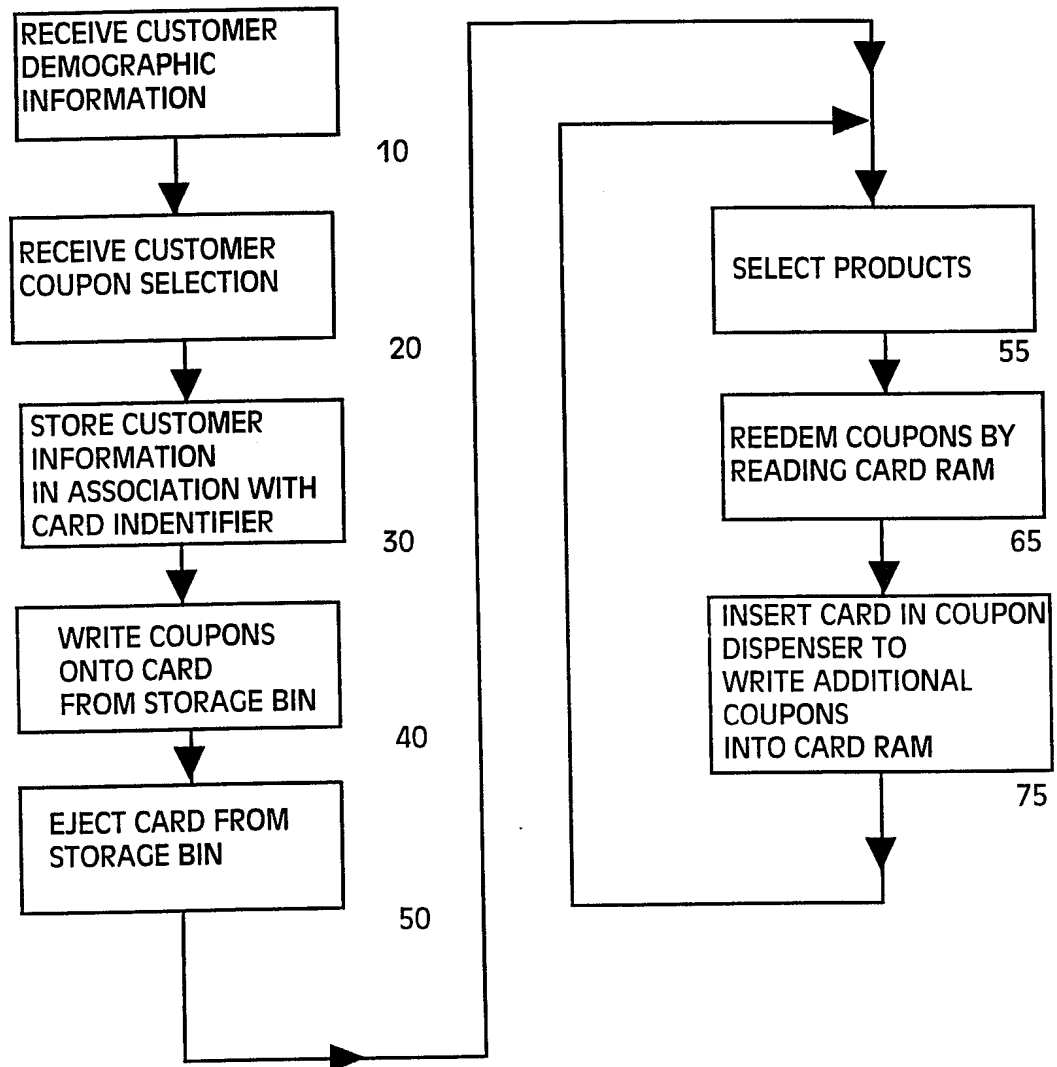 RECEIVE CUSTOMER
DEMOGRAPHIC
INFORMATION
10
RECEIVE CUSTOMER
COUPON SELECTION
20
STORE CUSTOMER
INFORMATION
IN ASSOCIATION WITH
CARD INDENTIFIER
30
WRITE COUPONS
ONTO CARD
FROM STORAGE BIN
40
EJECT CARD FROM
STORAGE BIN
50
SELECT PRODUCTS
55
REEDEM COUPONS BY
READING CARD RAM
65
INSERT CARD IN COUPON
DISPENSER TO
WRITE ADDITIONAL
COUPONS
INTO CARD RAM
75